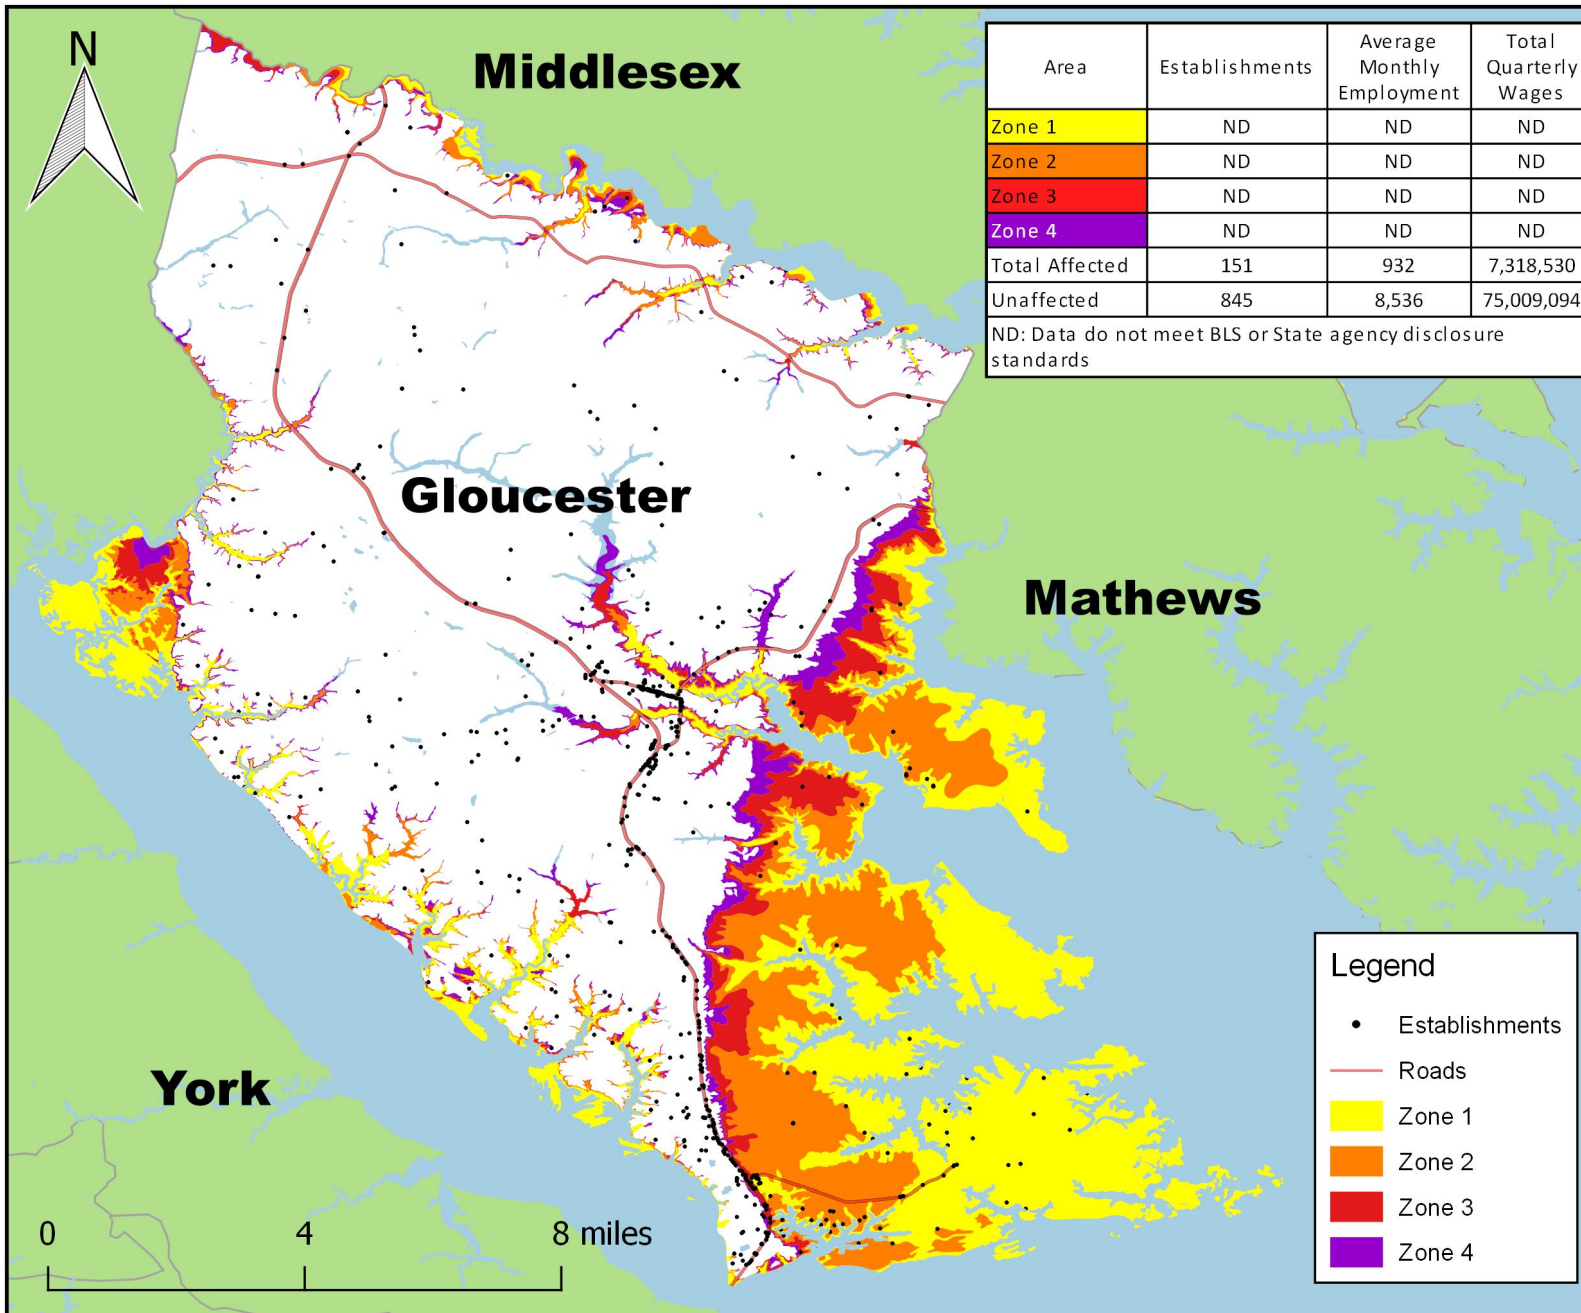 N
Middlesex
Area Establishments Average Monthly Employment Total Quarterly Wages
Zone 1 ND ND ND
Zone 2 ND ND ND
Zone 3 ND ND ND
Zone 4 ND ND ND
Total Affected 151 932 7,318,530
Unaffected 845 8,536 75,009,094
ND: Data do not meet BLS or State agency disclosure
standards
Gloucester
Mathews
York
0 4 8 miles
Legend
Establishments
Roads
Zone 1
Zone 2
Zone 3
Zone 4